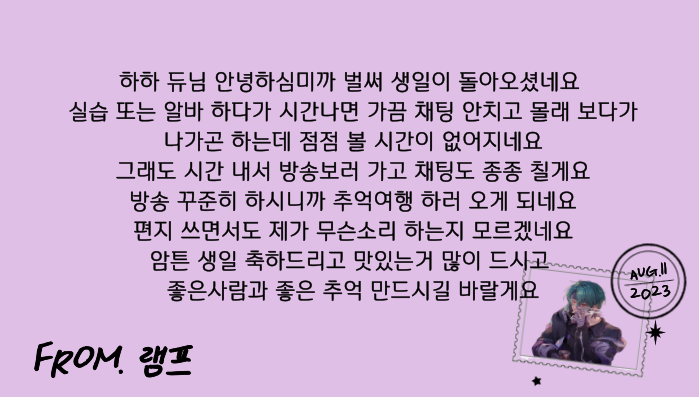 하하 듀님 안녕하심미까 벌써 생일이 돌아오셨네요
실습 또는 알바 하다가 시간나면 가끔 채팅 안치고 몰래 보다가
나가곤 하는데 점점 볼 시간이 없어지네요
그래도 시간 내서 방송보러 가고 채팅도 종종 칠게요
방송 꾸준히 하시니까 추억여행 하러 오게 되네요
편지 쓰면서도 제가 무슨소리 하는지 모르겠네요
암튼 생일 축하드리고 맛있는거 많이 드시고
좋은사람과 좋은 추억 만드시길 바랄게요
AUG.11
2023
FROM. 램프